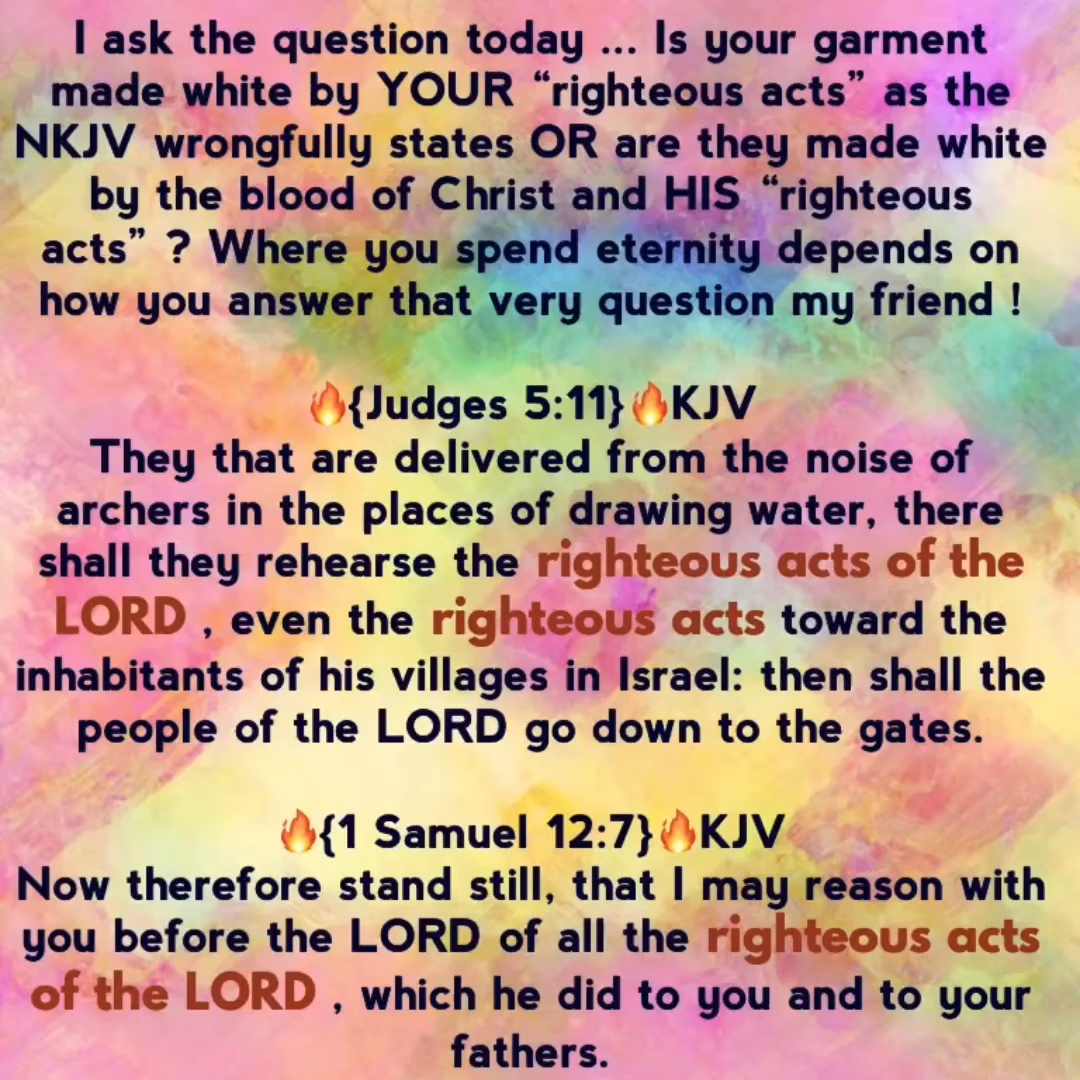 I ask the question today ... Is your garment
made white by YOUR “righteous acts” as the
NKJV wrongfully states OR are they made white
by the blood of Christ and HIS “righteous
acts” ? Where you spend eternity depends on
how you answer that very question my friend !
🔥{Judges 5:11}🔥KJV
They that are delivered from the noise of
archers in the places of drawing water, there
shall they rehearse the righteous acts of the
LORD , even the righteous acts toward the
inhabitants of his villages in Israel: then shall the
people of the LORD go down to the gates.
🔥{1 Samuel 12:7}🔥KJV
Now therefore stand still, that I may reason with
you before the LORD of all the righteous acts
of the LORD , which he did to you and to your
fathers.